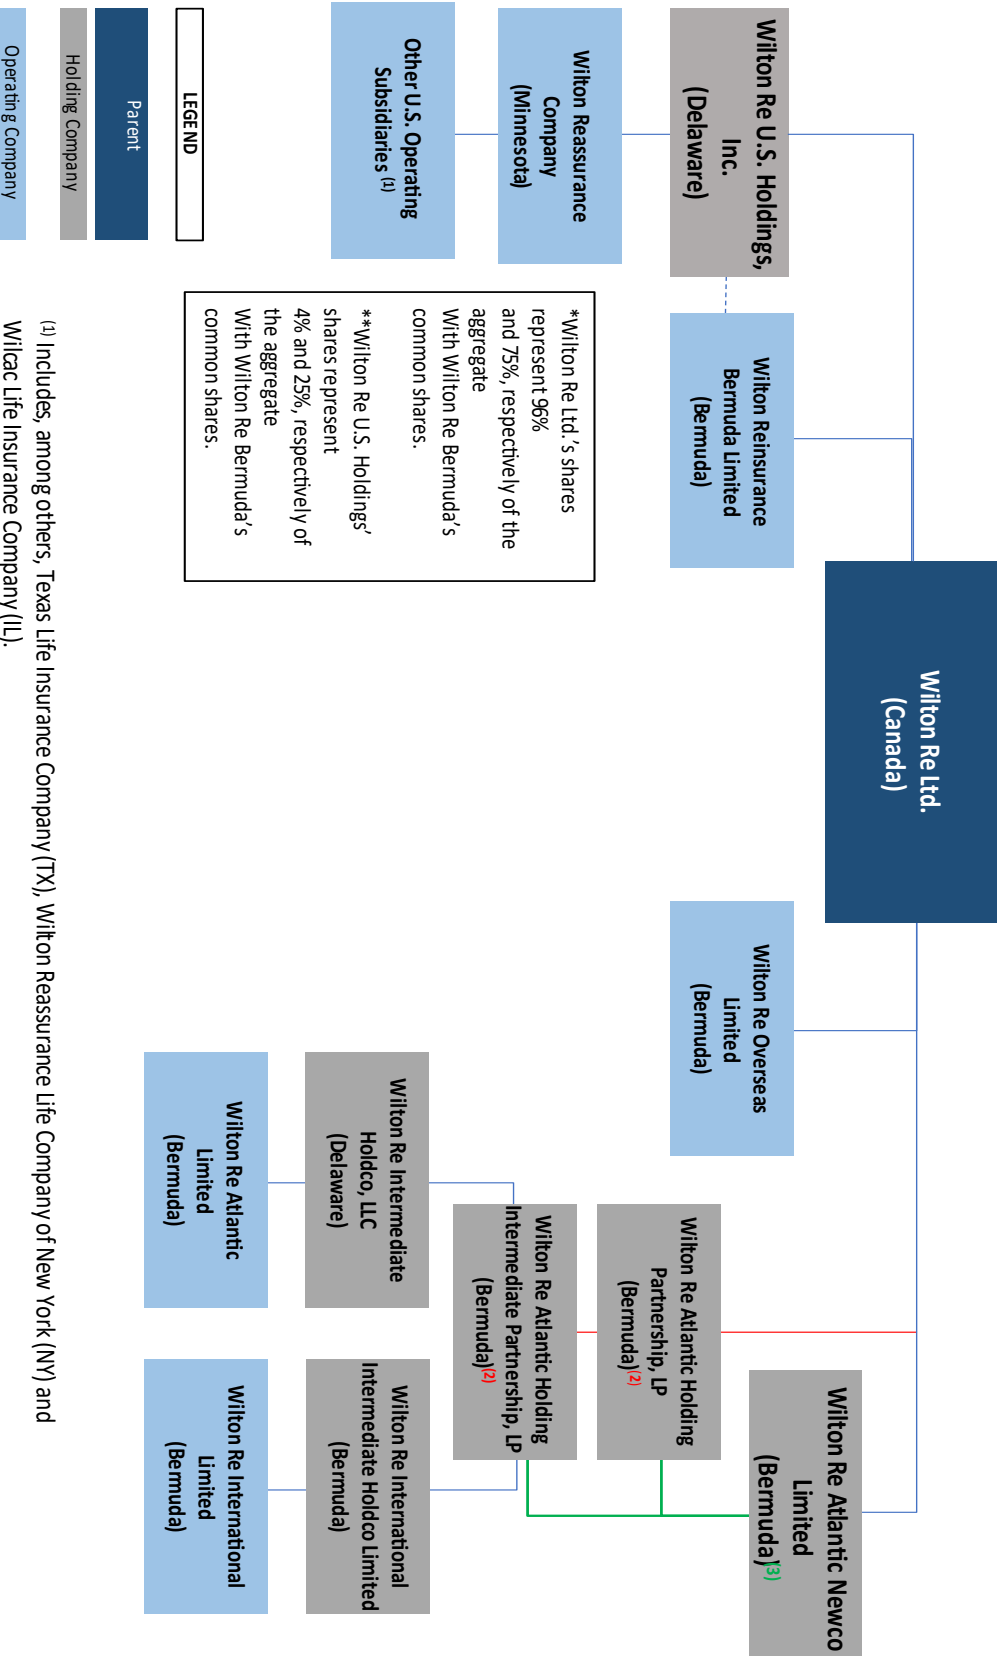 Wilton Re Ltd.
(Canada)
Wilton Re U.S. Holdings,
Inc.
(Delaware)
Wilton Reinsurance
Bermuda Limited
(Bermuda)
Wilton Re Overseas
Limited
(Bermuda)
Wilton Re Atlantic Newco
Limited
(Bermuda)(3)
Wilton Reassurance
Company
(Minnesota)
Other U.S. Operating
Subsidiaries (1)
Wilton Re Atlantic Holding
Partnership, LP
(Bermuda)(2)
Wilton Re Atlantic Holding
Intermediate Partnership, LP
(Bermuda)(2)
Wilton Re Intermediate
Holdco, LLC
(Delaware)
Wilton Re International
Intermediate Holdco Limited
(Bermuda)
Wilton Re Atlantic
Limited
(Bermuda)
Wilton Re International
Limited
(Bermuda)
*Wilton Re Ltd.’s shares
represent 96%
and 75%, respectively of the
aggregate
With Wilton Re Bermuda’s
common shares.
**Wilton Re U.S. Holdings’
shares represent
4% and 25%, respectively of
the aggregate
With Wilton Re Bermuda’s
common shares.
LEGEND
Parent
Holding Company
Operating Company
(1) Includes, among others, Texas Life Insurance Company (TX), Wilton Reassurance Life Company of New York (NY) and
Wilcac Life Insurance Company (IL).